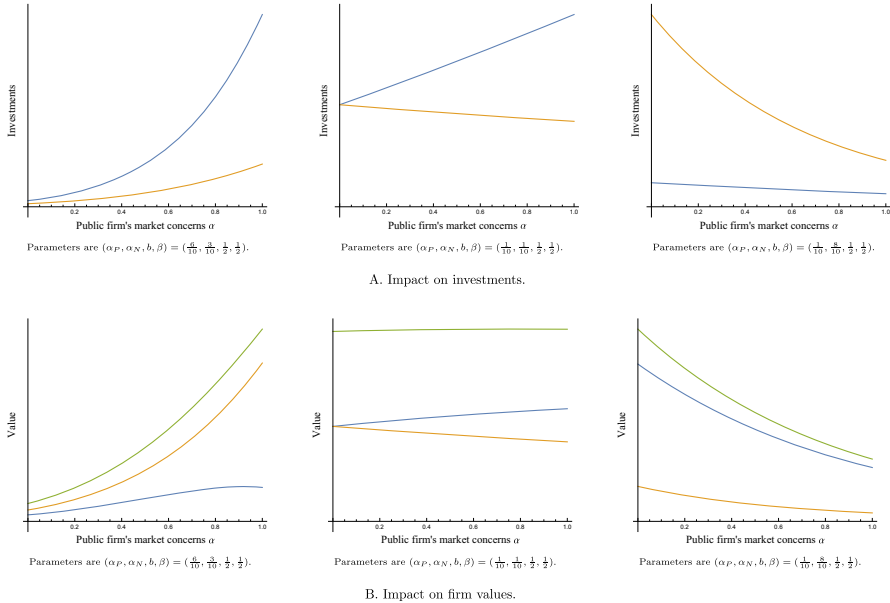 Investments
0.2 0.4 0.6 0.8 1.0
Public firm's market concerns α
Parameters are (α_P, α_N, b, β) = (6/10, 3/10, 1/2, 1/2).
Investments
0.2 0.4 0.6 0.8 1.0
Public firm's market concerns α
Parameters are (α_P, α_N, b, β) = (1/10, 1/10, 1/2, 1/2).
Investments
0.2 0.4 0.6 0.8 1.0
Public firm's market concerns α
Parameters are (α_P, α_N, b, β) = (1/10, 8/10, 1/2, 1/2).
A. Impact on investments.
Value
0.2 0.4 0.6 0.8 1.0
Public firm's market concerns α
Parameters are (α_P, α_N, b, β) = (6/10, 3/10, 1/2, 1/2).
Value
0.2 0.4 0.6 0.8 1.0
Public firm's market concerns α
Parameters are (α_P, α_N, b, β) = (1/10, 1/10, 1/2, 1/2).
Value
0.2 0.4 0.6 0.8 1.0
Public firm's market concerns α
Parameters are (α_P, α_N, b, β) = (1/10, 8/10, 1/2, 1/2).
B. Impact on firm values.